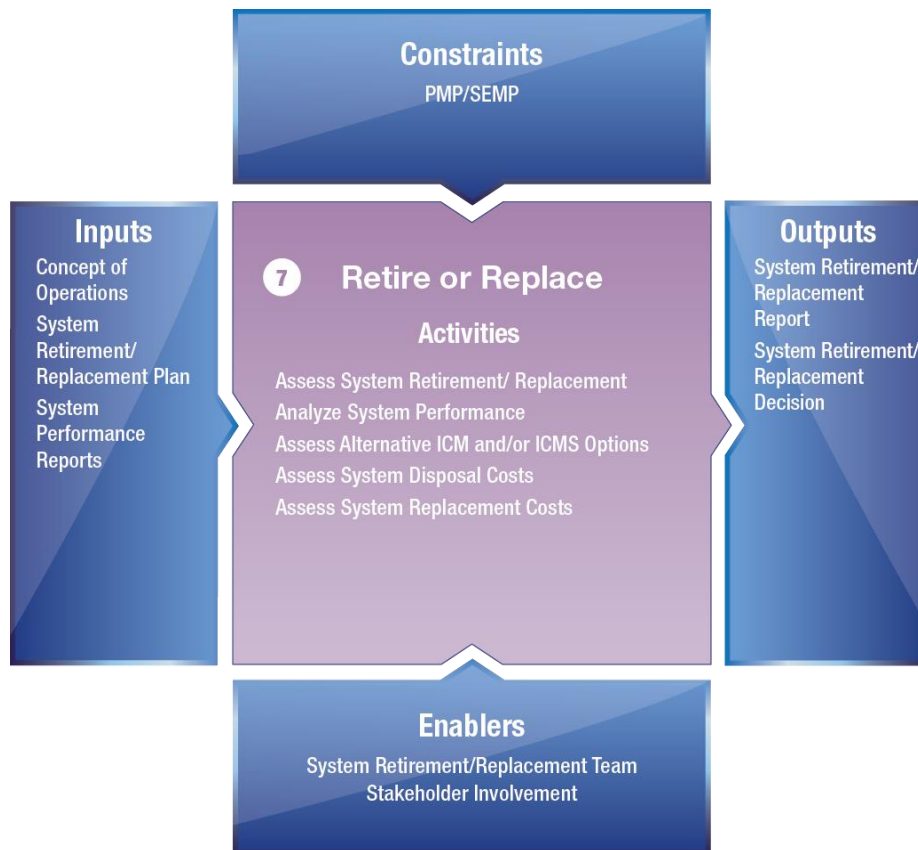 Constraints
PMP/SEMP
Inputs
Concept of
Operations
System
Retirement/
Replacement Plan
System
Performance
Reports
7 Retire or Replace
Activities
Assess System Retirement/ Replacement
Analyze System Performance
Assess Alternative ICM and/or ICMS Options
Assess System Disposal Costs
Assess System Replacement Costs
Outputs
System Retirement/
Replacement
Report
System Retirement/
Replacement
Decision
Enablers
System Retirement/Replacement Team
Stakeholder Involvement